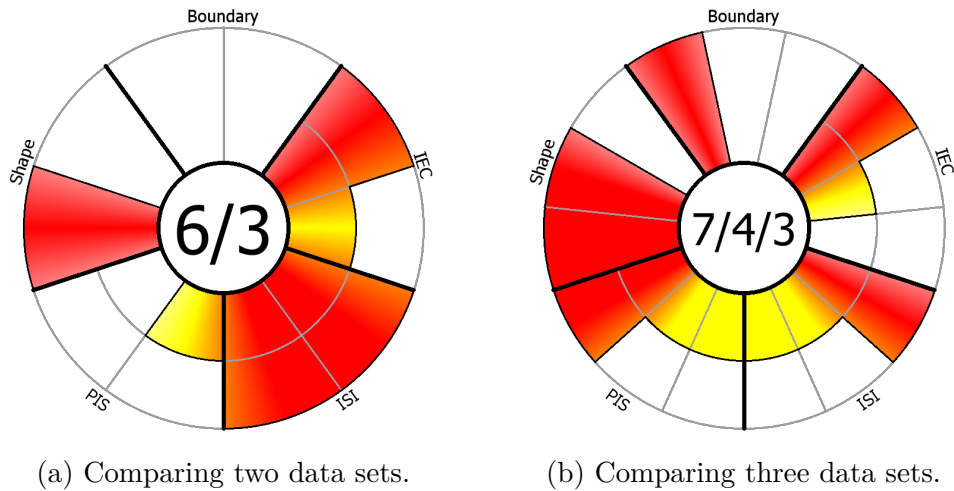 Boundary
Shape
IEC
6/3
PIS
ISI
(a) Comparing two data sets.
Boundary
Shape
IEC
7/4/3
PIS
ISI
(b) Comparing three data sets.